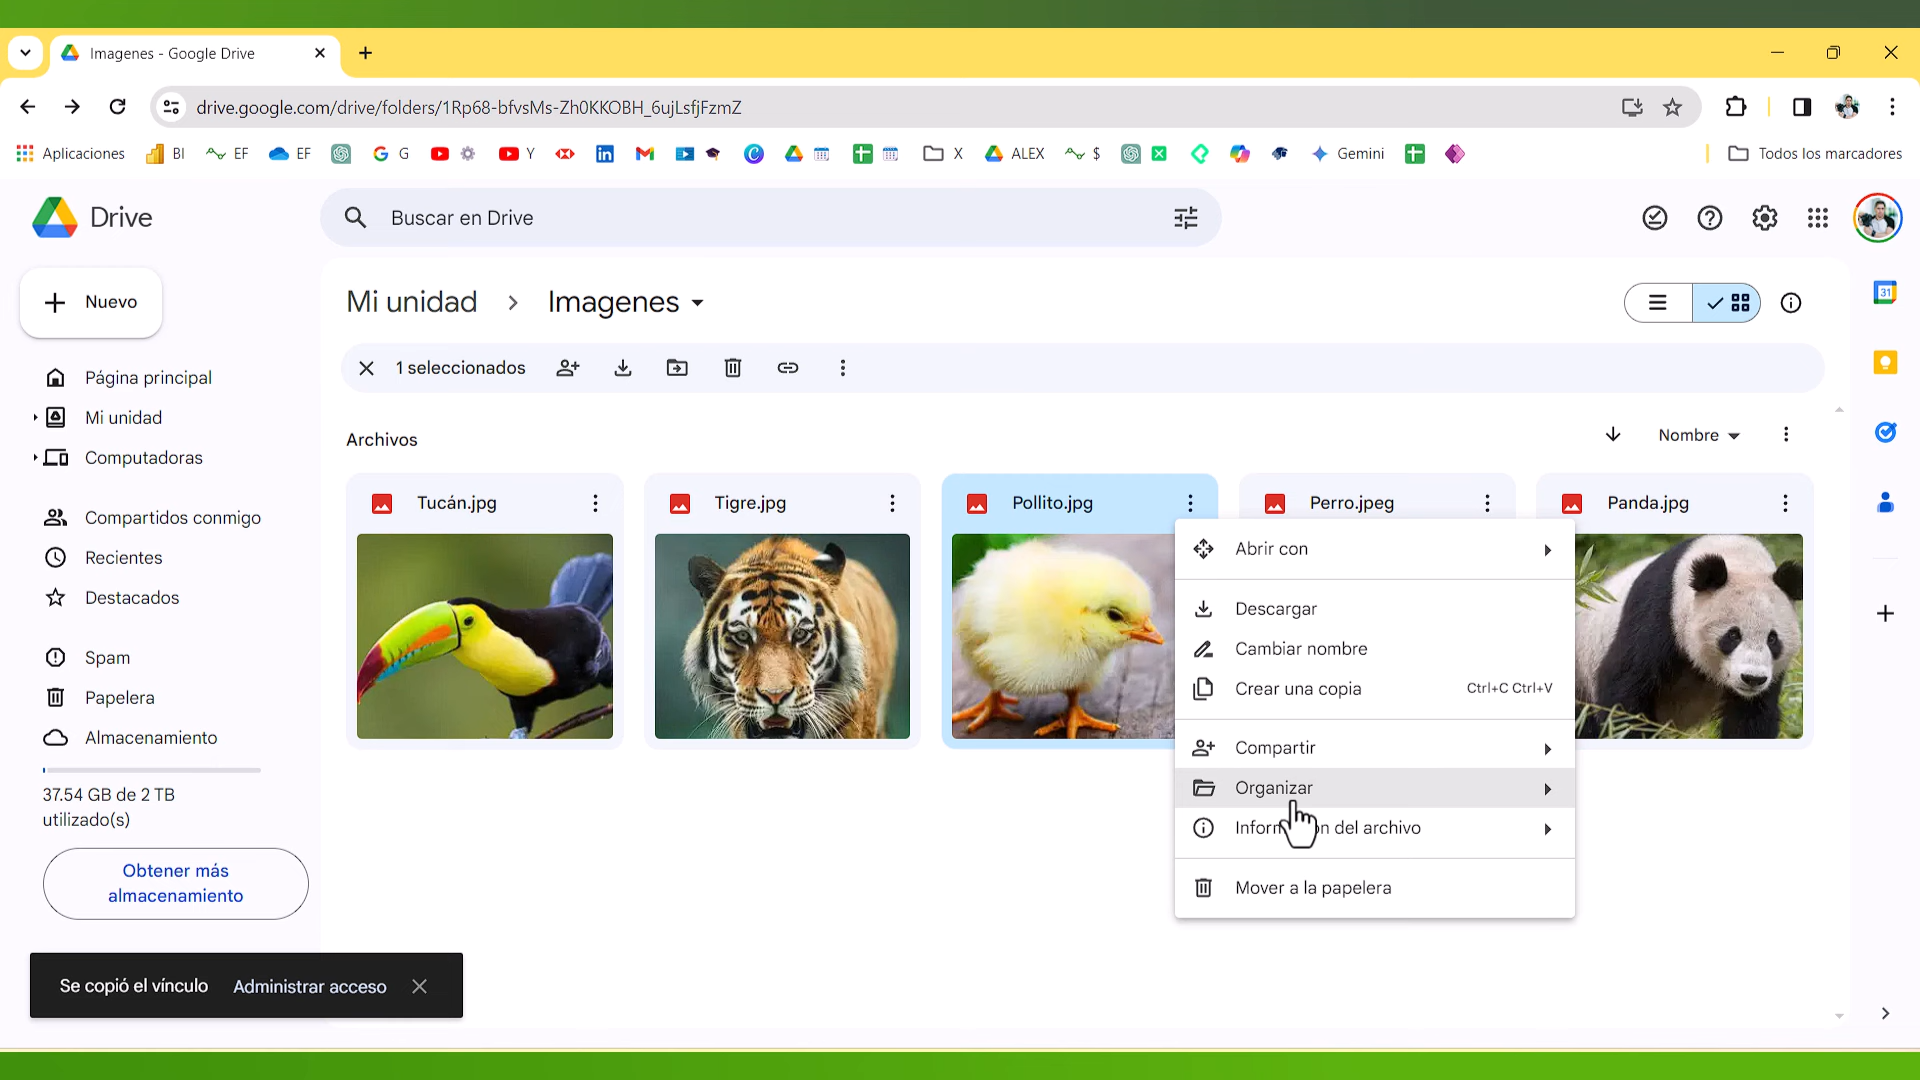 Imagenes - Google Drive
drive.google.com/drive/folders/1Rp68-bfvsMs-Zh0KKOBH_6ujLsfjFzmZ
Aplicaciones BI EF EF G Y X ALEX $ Gemini Todos los marcadores
Drive
Buscar en Drive
Nuevo
Mi unidad > Imagenes
31
1 seleccionados
Página principal
Mi unidad
Computadoras
Compartidos conmigo
Recientes
Destacados
Spam
Papelera
Almacenamiento
37.54 GB de 2 TB
utilizado(s)
Obtener más
almacenamiento
Archivos
Nombre
Tucán.jpg
Tigre.jpg
Pollito.jpg
Perro.jpeg
Panda.jpg
Abrir con
Descargar
Cambiar nombre
Crear una copia Ctrl+C Ctrl+V
Compartir
Organizar
del archivo
Mover a la papelera
Se copió el vínculo Administrar acceso